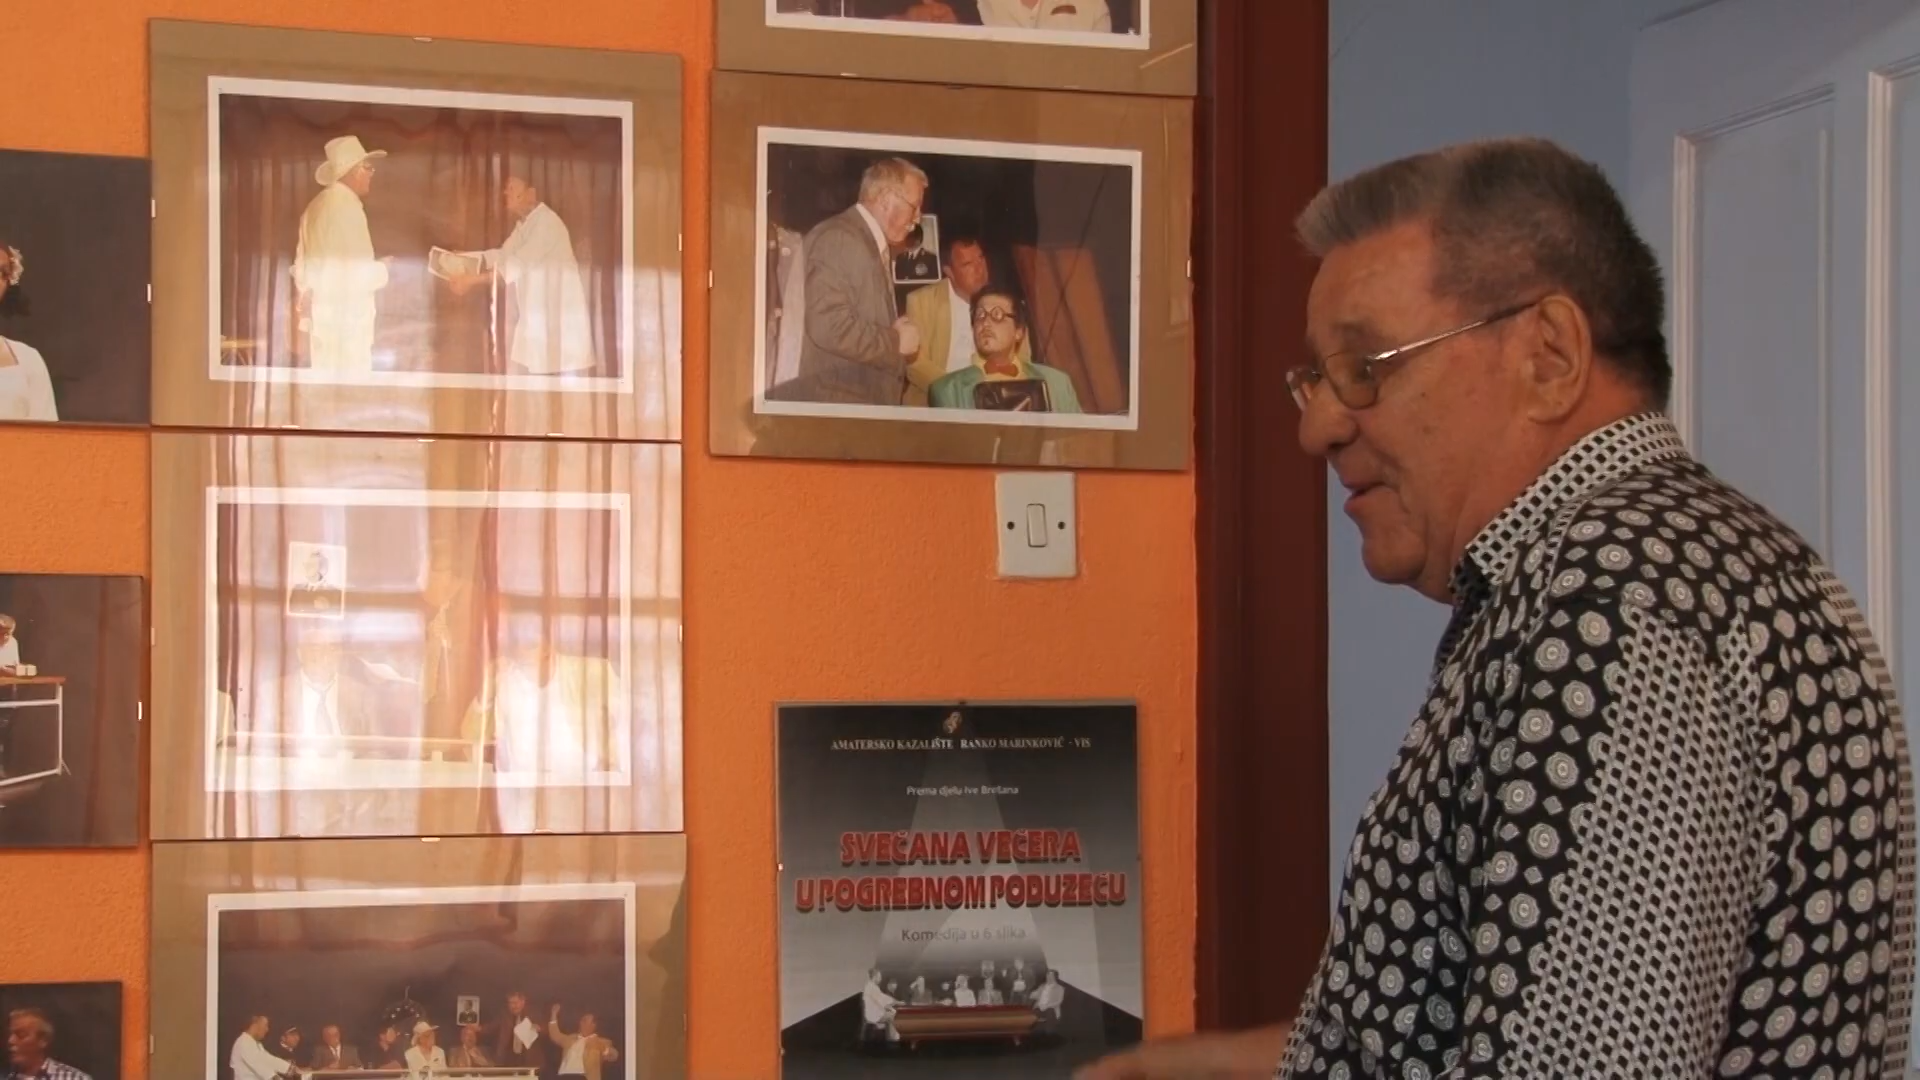 AMATERSKO KAZALIŠTE RANKO MARINKOVIĆ - VIS
Prema djelu Ive Brešana
SVEČANA VEČERA
U POGREBNOM PODUZEĆU
Komedija u 6 slika